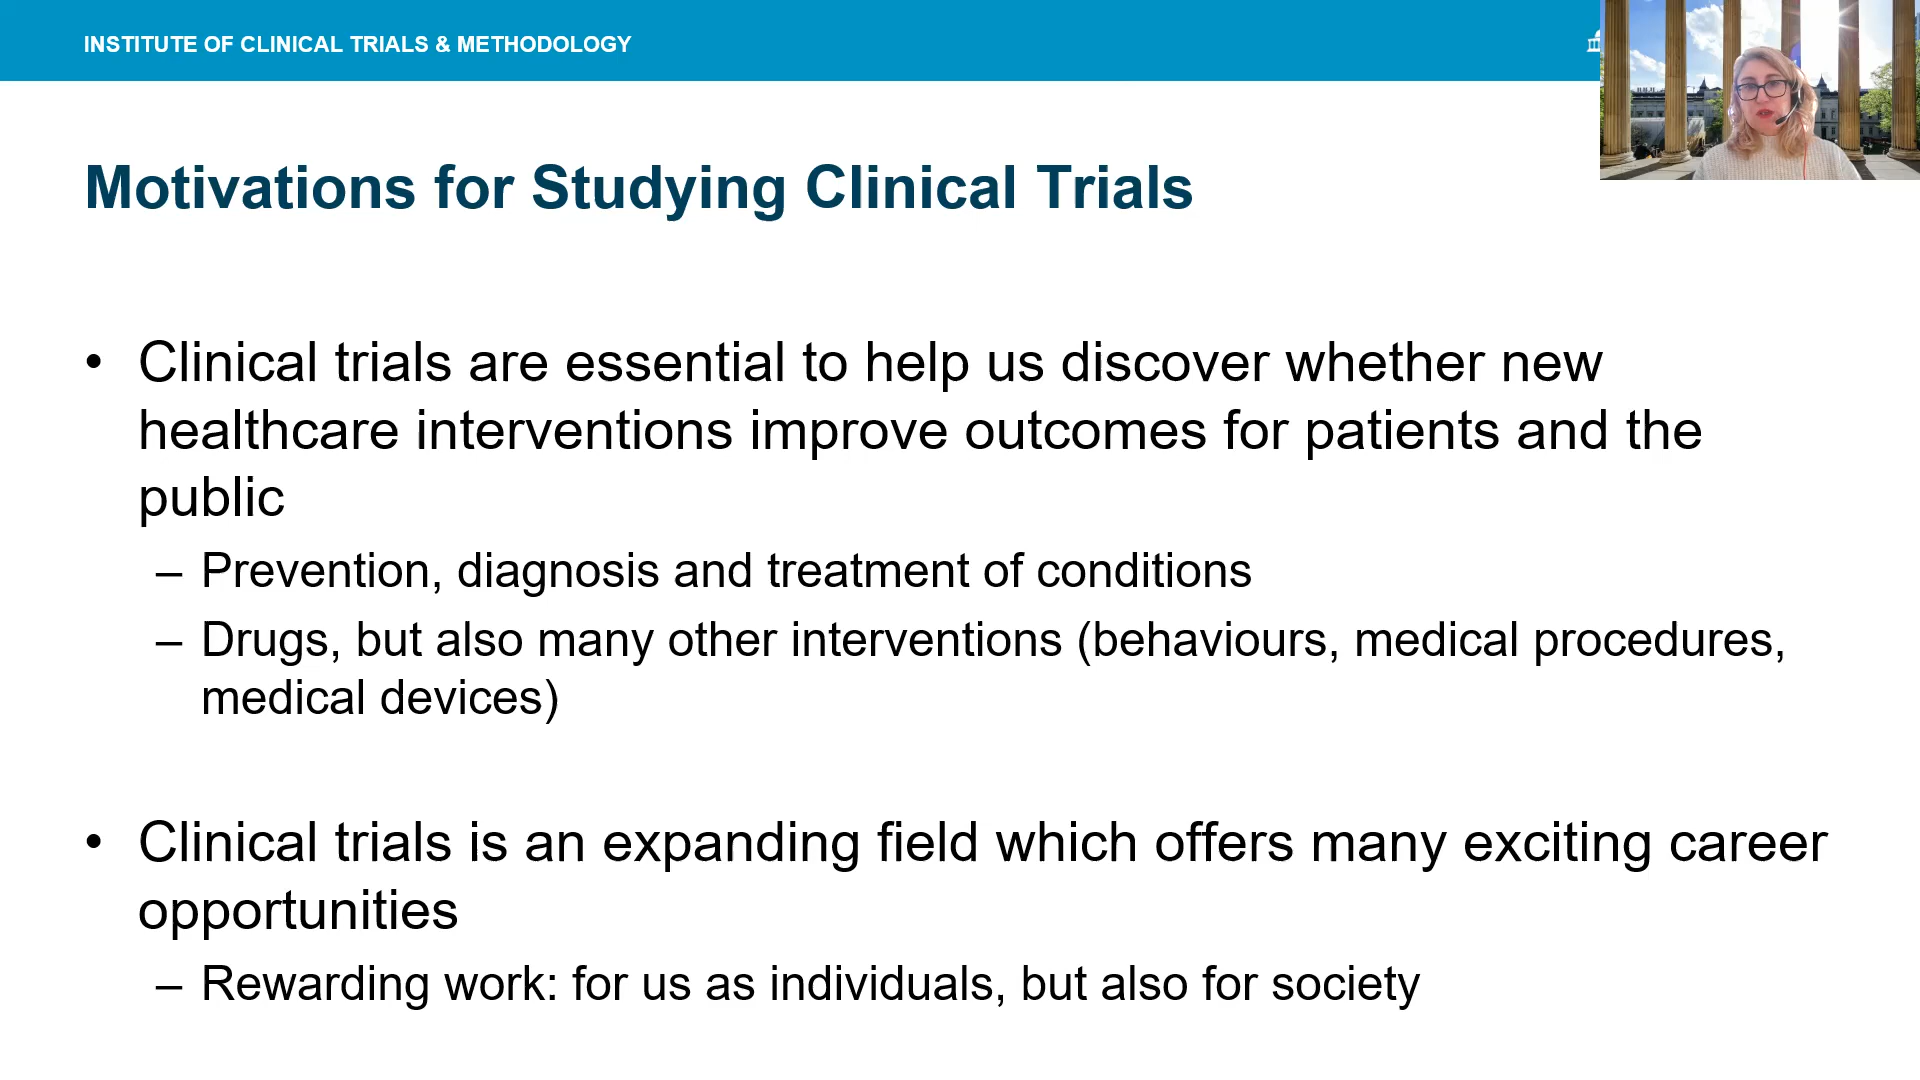 INSTITUTE OF CLINICAL TRIALS & METHODOLOGY
Motivations for Studying Clinical Trials
• Clinical trials are essential to help us discover whether new
healthcare interventions improve outcomes for patients and the
public
– Prevention, diagnosis and treatment of conditions
– Drugs, but also many other interventions (behaviours, medical procedures,
medical devices)
• Clinical trials is an expanding field which offers many exciting career
opportunities
– Rewarding work: for us as individuals, but also for society